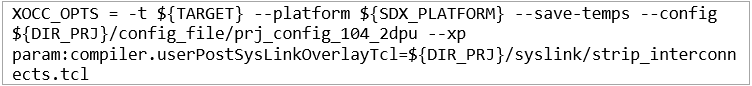 XOCC_OPTS = -t ${TARGET} --platform ${SDX_PLATFORM} --save-temps --config
${DIR_PRJ}/config_file/prj_config_104_2dpu --xp
param:compiler.userPostSysLinkOverlayTcl=${DIR_PRJ}/syslink/strip_interconn
ects.tcl